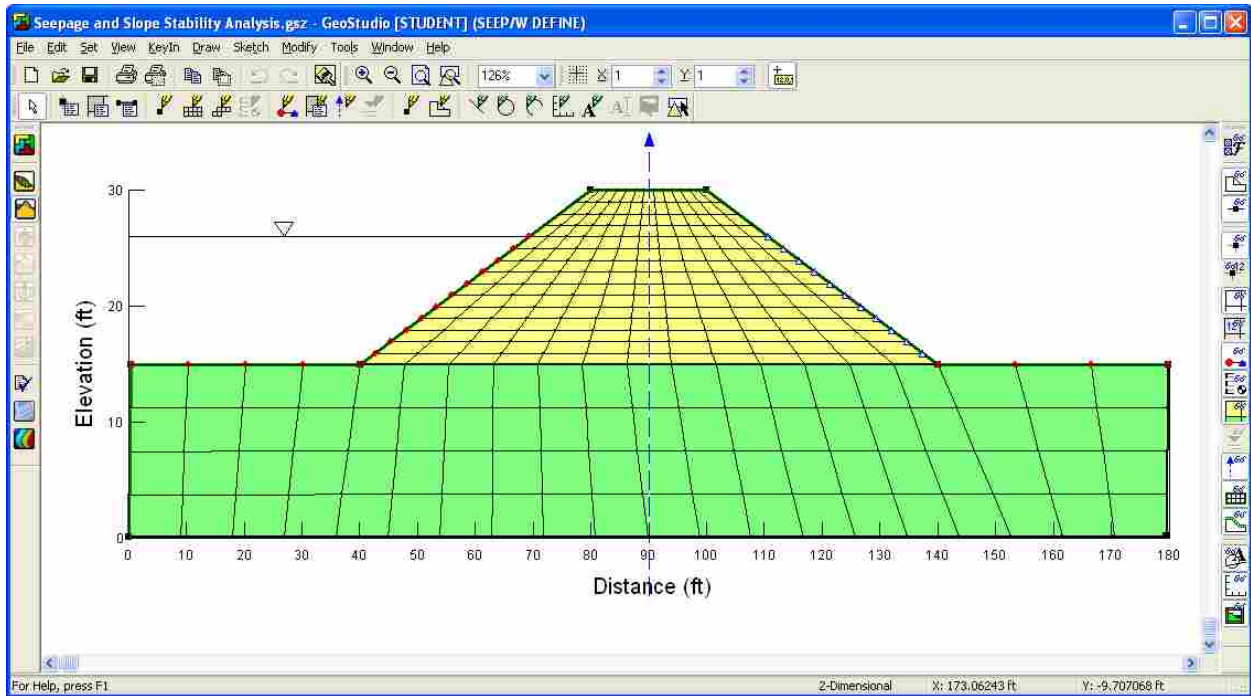 Seepage and Slope Stability Analysis.gsz - GeoStudio [STUDENT] (SEEP/W DEFINE)
File Edit Set View KeyIn Draw Sketch Modify Tools Window Help
126% X 1 Y 1
30
20
10
0
Elevation (ft)
0 10 20 30 40 50 60 70 80 90 100 110 120 130 140 150 160 170 180
Distance (ft)
For Help, press F1 2-Dimensional X: 173.06243 ft Y: -9.707068 ft